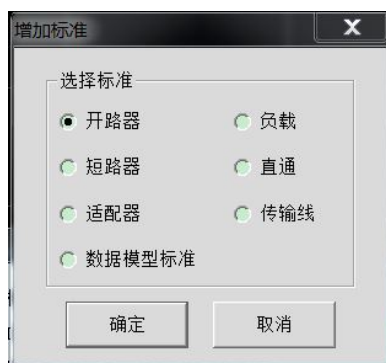 增加标准
X
选择标准
开路器 负载
短路器 直通
适配器 传输线
数据模型标准
确定 取消